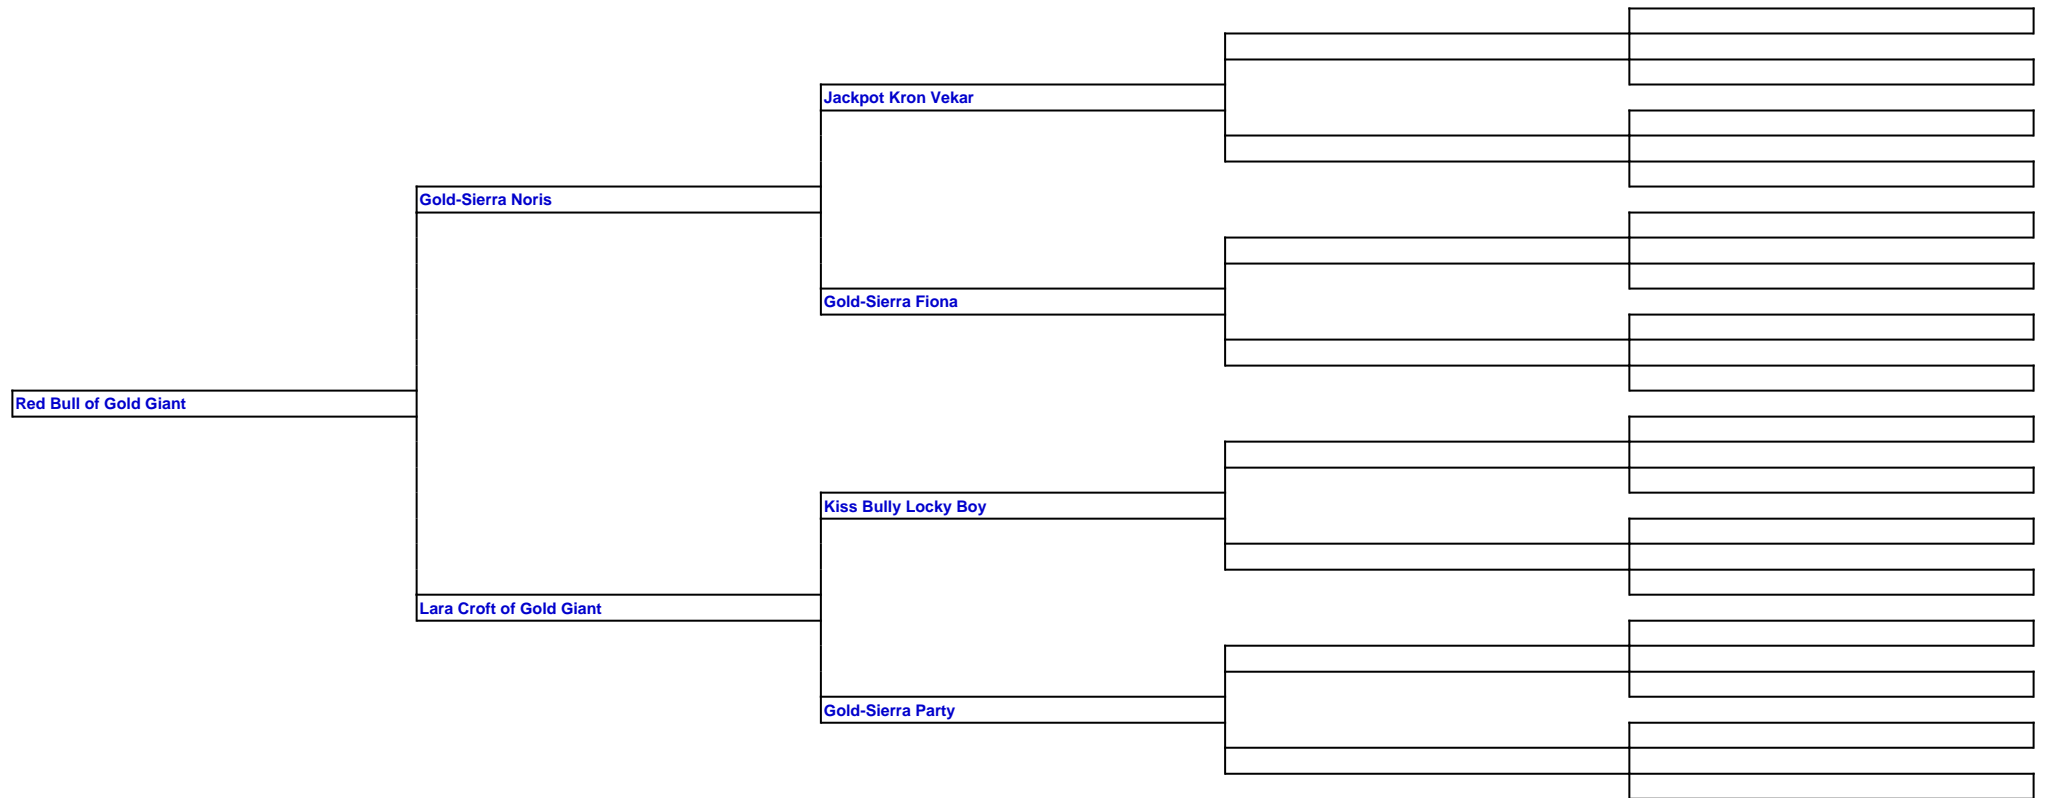 Jackpot Kron Vekar
Gold-Sierra Noris
Gold-Sierra Fiona
Red Bull of Gold Giant
Kiss Bully Locky Boy
Lara Croft of Gold Giant
Gold-Sierra Party